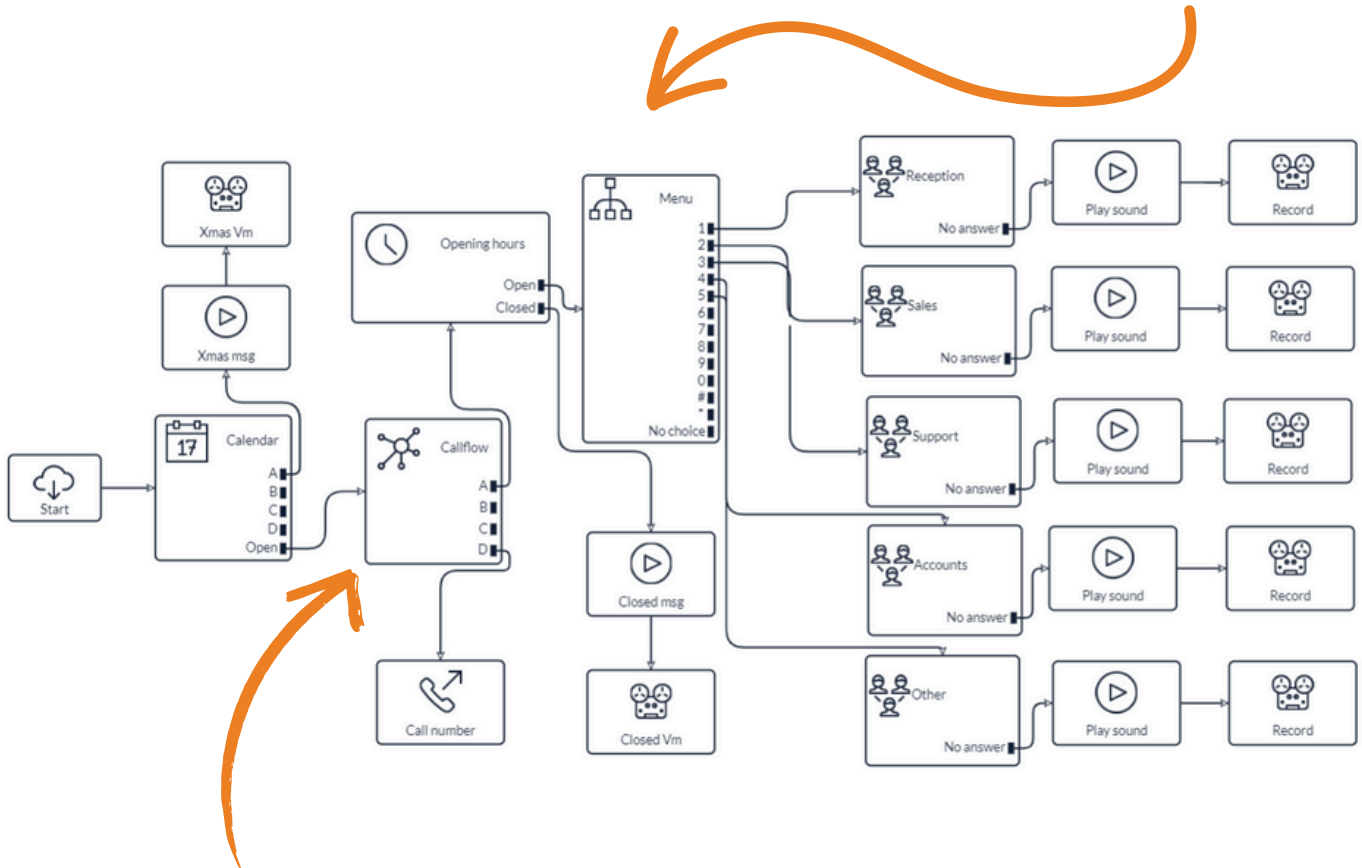 Start
17
Calendar
A
B
C
D
Open
Xmas msg
Xmas Vm
Callflow
A
B
C
D
Call number
Opening hours
Open
Closed
Menu
1
2
3
4
5
6
7
8
9
0
#
*
No choice
Closed msg
Closed Vm
Reception
No answer
Play sound
Record
Sales
No answer
Play sound
Record
Support
No answer
Play sound
Record
Accounts
No answer
Play sound
Record
Other
No answer
Play sound
Record